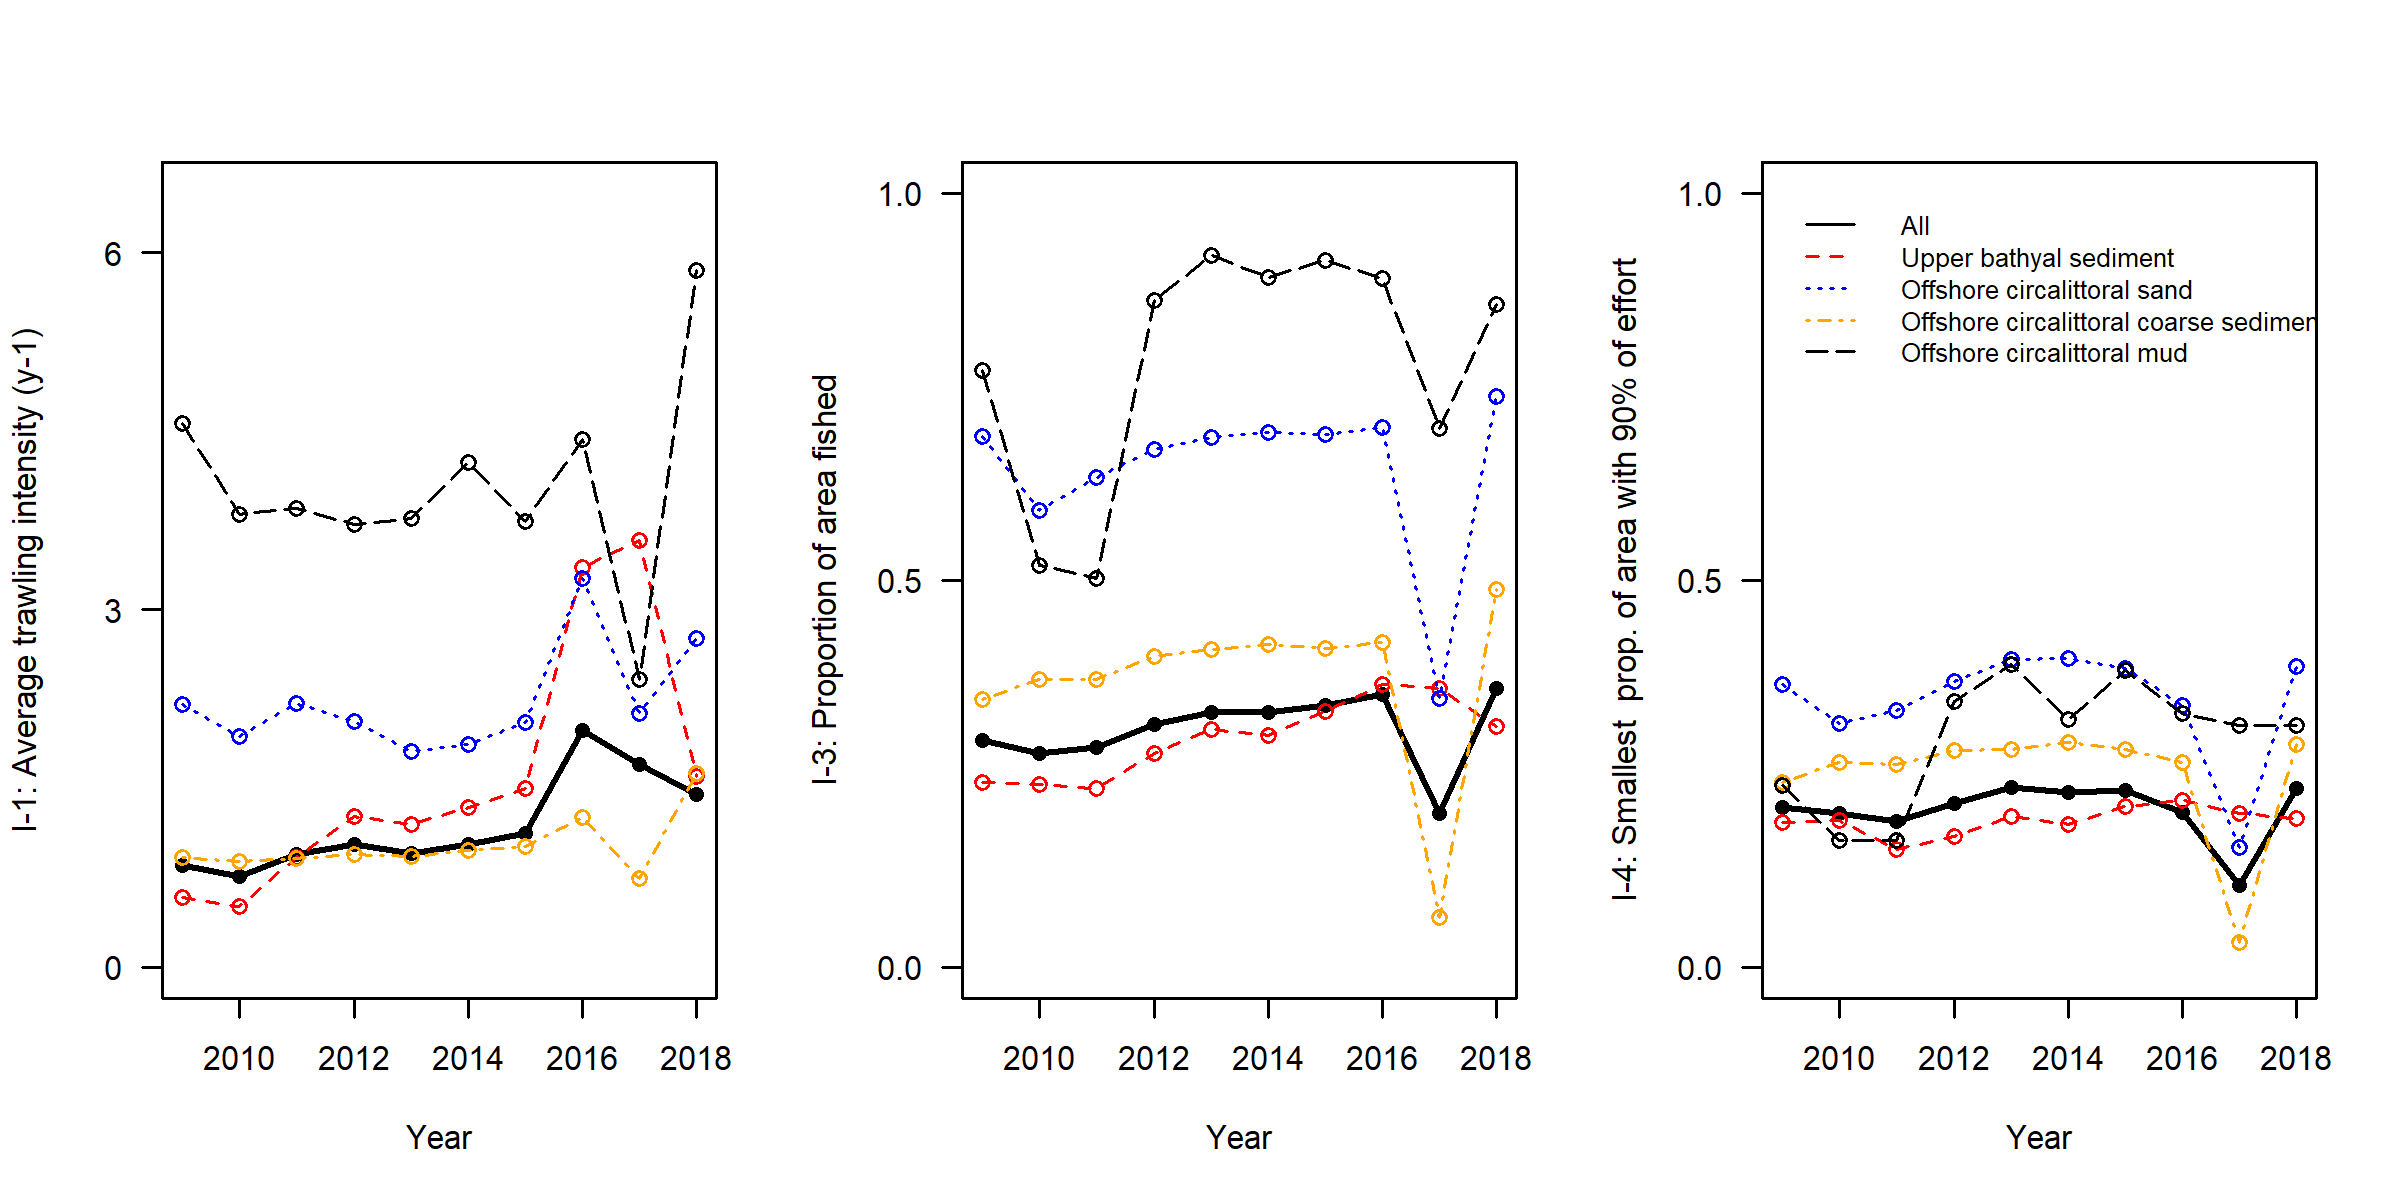 I-1: Average trawling intensity (y-1)
6
3
0
2010 2012 2014 2016 2018
Year
I-3: Proportion of area fished
1.0
0.5
0.0
2010 2012 2014 2016 2018
Year
I-4: Smallest prop. of area with 90% of effort
1.0
0.5
0.0
All
Upper bathyal sediment
Offshore circalittoral sand
Offshore circalittoral coarse sedimen
Offshore circalittoral mud
2010 2012 2014 2016 2018
Year